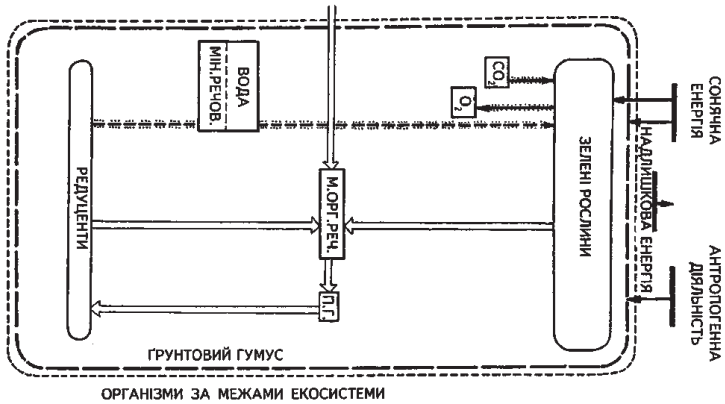 СОНЯЧНА
ЕНЕРГІЯ
НАДЛИШКОВА ЕНЕРГІЯ
АНТРОПОГЕННА
ДІЯЛЬНІСТЬ
ЗЕЛЕНІ РОСЛИНИ
CO₂
O₂
ВОДА
МІН.РЕЧОВ.
М.ОРГ.РЕЧ.
П.Г.
РЕДУЦЕНТИ
ҐРУНТОВИЙ ГУМУС
ОРГАНІЗМИ ЗА МЕЖАМИ ЕКОСИСТЕМИ